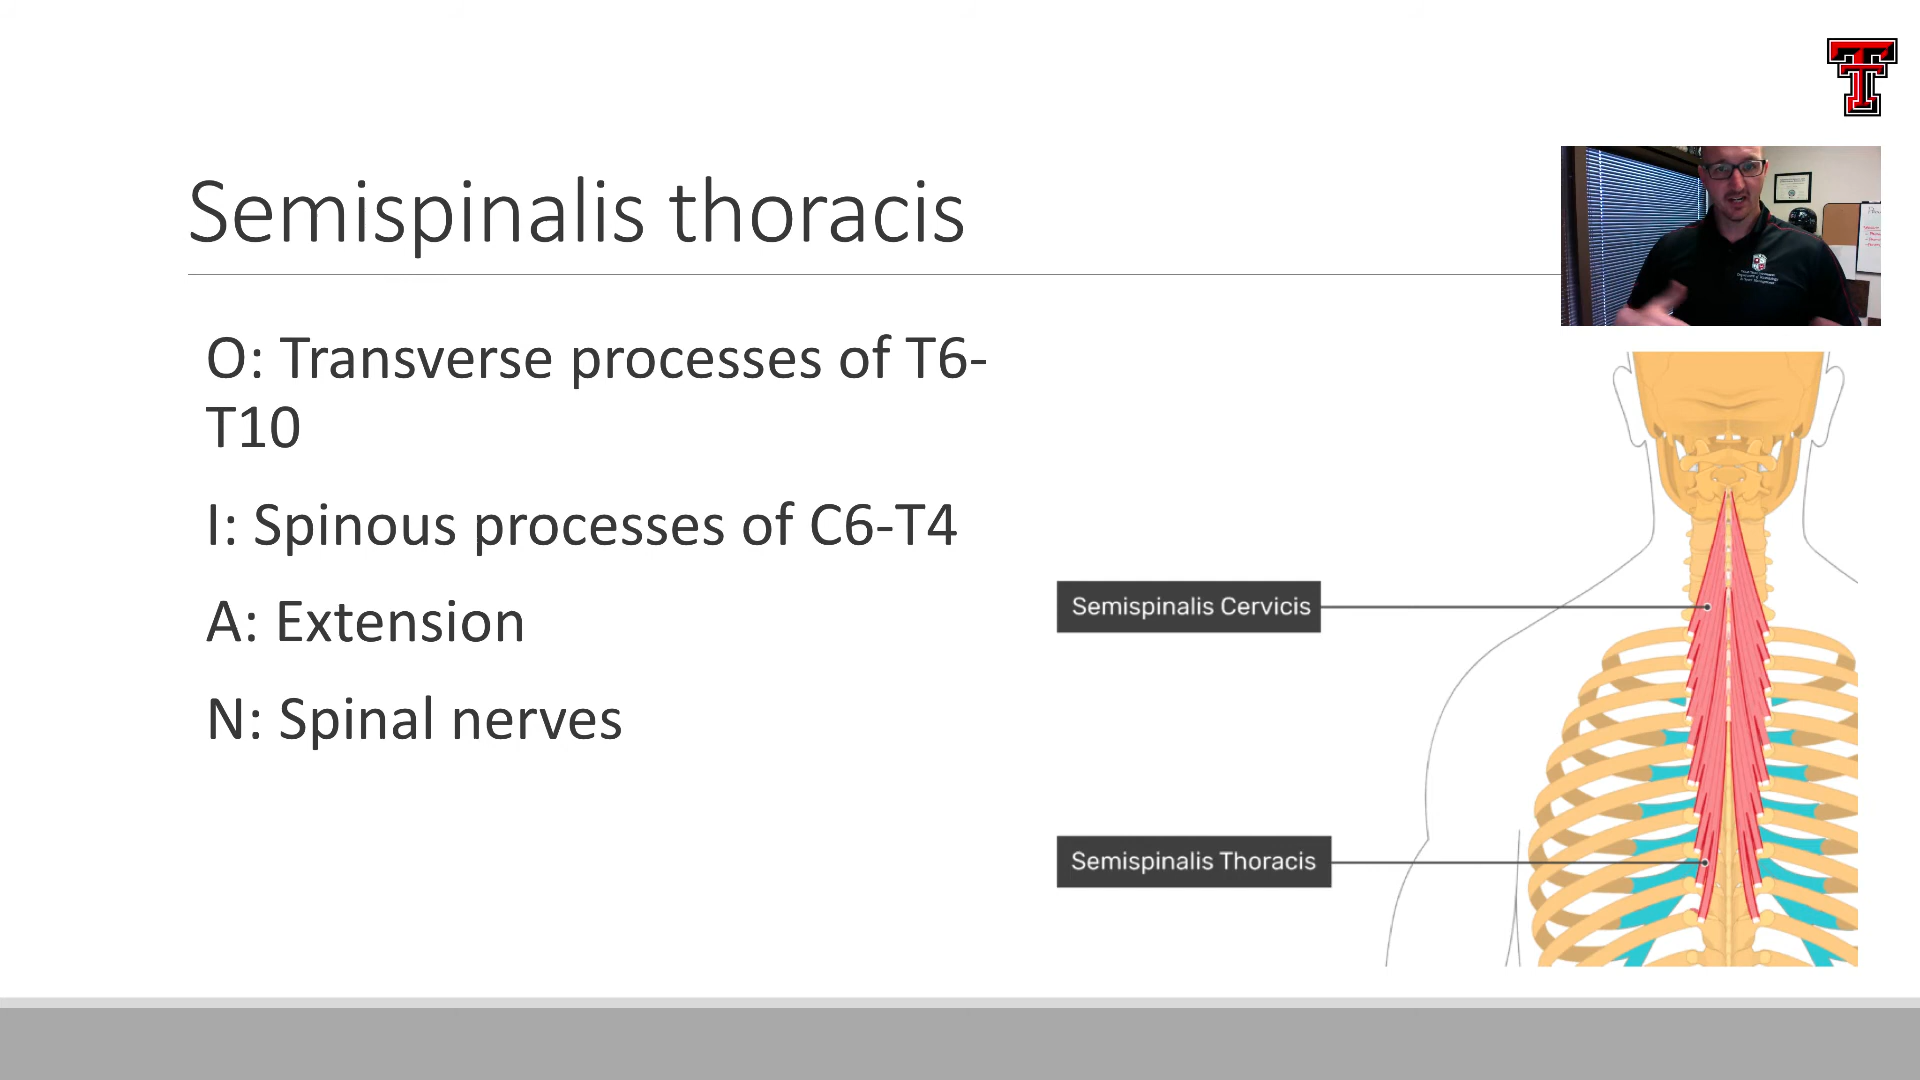 Semispinalis thoracis
O: Transverse processes of T6-
T10
I: Spinous processes of C6-T4
A: Extension
N: Spinal nerves
Semispinalis Cervicis
Semispinalis Thoracis